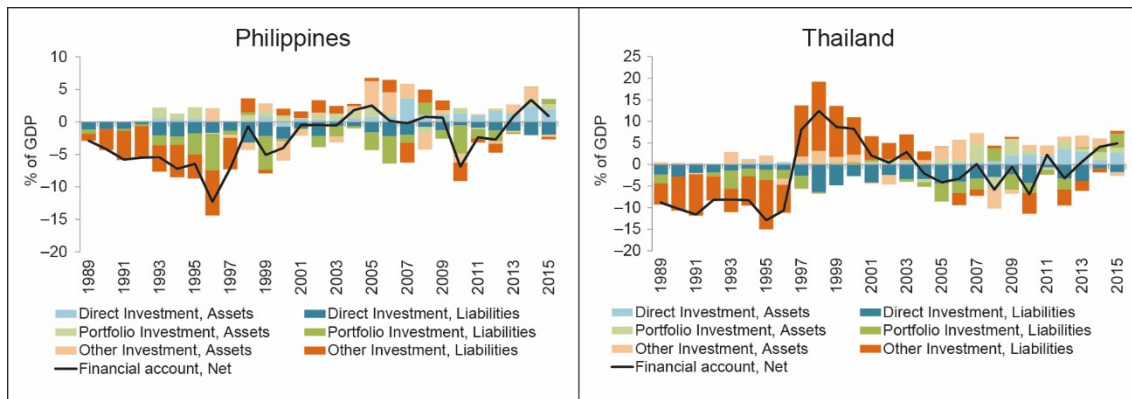 Philippines
% of GDP
10
5
0
–5
–10
–15
–20
1989
1991
1993
1995
1997
1999
2001
2003
2005
2007
2009
2011
2013
2015
Direct Investment, Assets
Direct Investment, Liabilities
Portfolio Investment, Assets
Portfolio Investment, Liabilities
Other Investment, Assets
Other Investment, Liabilities
Financial account, Net
Thailand
% of GDP
25
20
15
10
5
0
–5
–10
–15
–20
1989
1991
1993
1995
1997
1999
2001
2003
2005
2007
2009
2011
2013
2015
Direct Investment, Assets
Direct Investment, Liabilities
Portfolio Investment, Assets
Portfolio Investment, Liabilities
Other Investment, Assets
Other Investment, Liabilities
Financial account, Net